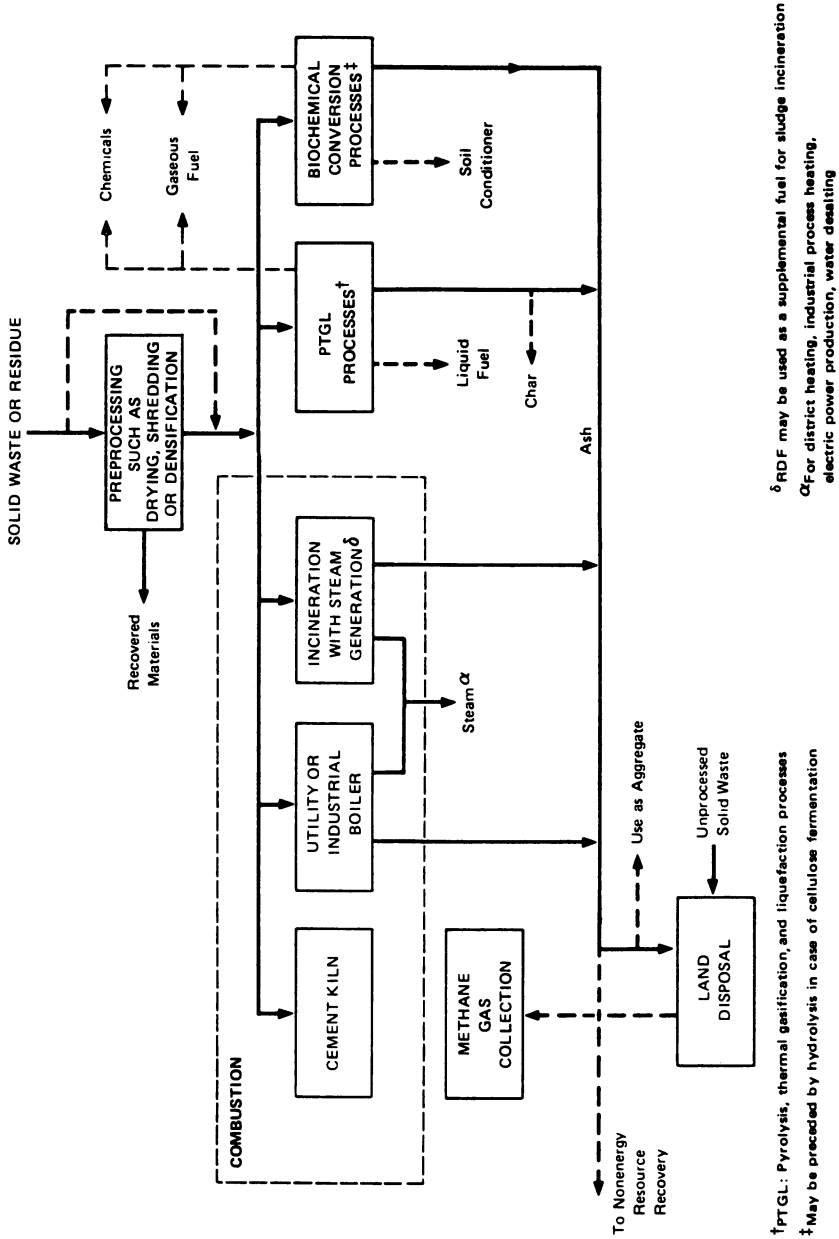 SOLID WASTE OR RESIDUE
PREPROCESSING
SUCH AS
DRYING, SHREDDING
OR DENSIFICATION
Recovered
Materials
Chemicals
Gaseous
Fuel
COMBUSTION
CEMENT KILN
UTILITY OR
INDUSTRIAL
BOILER
INCINERATION
WITH STEAM
GENERATIONδ
PTGL
PROCESSES†
BIOCHEMICAL
CONVERSION
PROCESSES‡
Steam α
Liquid
Fuel
Soil
Conditioner
Char
METHANE
GAS
COLLECTION
Ash
To Nonenergy
Resource
Recovery
Use as Aggregate
LAND
DISPOSAL
Unprocessed
Solid Waste
†PTGL: Pyrolysis, thermal gasification, and liquefaction processes
‡May be preceded by hydrolysis in case of cellulose fermentation
δRDF may be used as a supplemental fuel for sludge incineration
αFor district heating, industrial process heating,
electric power production, water desalting